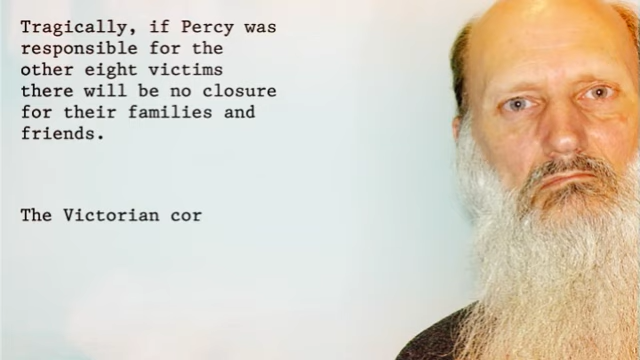 Tragically, if Percy was
responsible for the
other eight victims
there will be no closure
for their families and
friends.
The Victorian cor